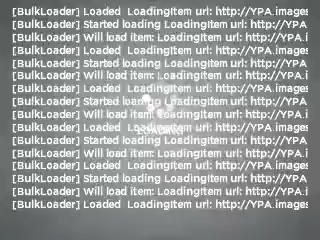 [BulkLoader] Loaded  LoadingItem url: http://YPA.images
[BulkLoader] Started loading LoadingItem url: http://YPA
[BulkLoader] Will load item: LoadingItem url: http://YPA.i
[BulkLoader] Loaded  LoadingItem url: http://YPA.images
[BulkLoader] Started loading LoadingItem url: http://YPA
[BulkLoader] Will load item: LoadingItem url: http://YPA.i
[BulkLoader] Loaded  LoadingItem url: http://YPA.images
[BulkLoader] Started loading LoadingItem url: http://YPA
[BulkLoader] Will load item: LoadingItem url: http://YPA.i
[BulkLoader] Loaded  LoadingItem url: http://YPA.images
LOADING
[BulkLoader] Started loading LoadingItem url: http://YPA
[BulkLoader] Will load item: LoadingItem url: http://YPA.i
[BulkLoader] Loaded  LoadingItem url: http://YPA.images
[BulkLoader] Started loading LoadingItem url: http://YPA
[BulkLoader] Will load item: LoadingItem url: http://YPA.i
[BulkLoader] Loaded  LoadingItem url: http://YPA.images